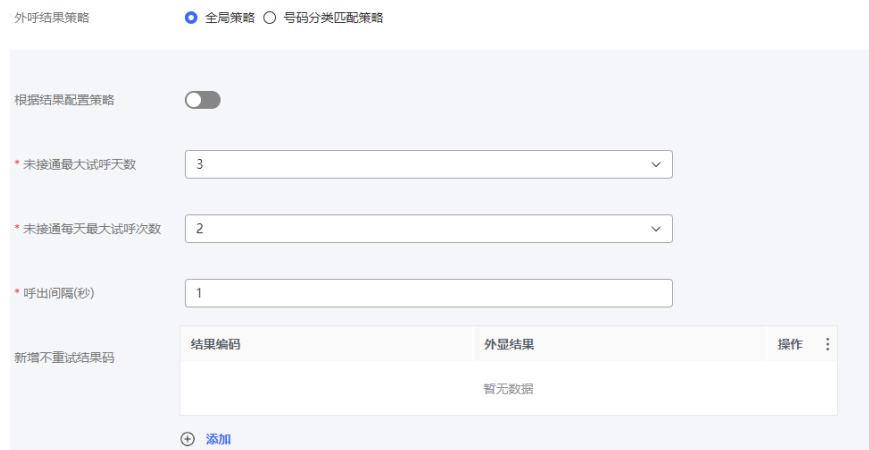 外呼结果策略 全局策略 号码分类匹配策略
根据结果配置策略
* 未接通最大试呼天数 3
* 未接通每天最大试呼次数 2
* 呼出间隔(秒) 1
新增不重试结果码
结果编码 外显结果 操作
暂无数据
添加